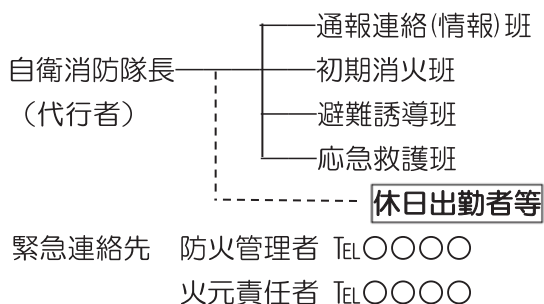 通報連絡(情報)班
自衛消防隊長
初期消火班
(代行者)
避難誘導班
応急救護班
休日出勤者等
緊急連絡先 防火管理者 TEL〇〇〇〇
火元責任者 TEL〇〇〇〇